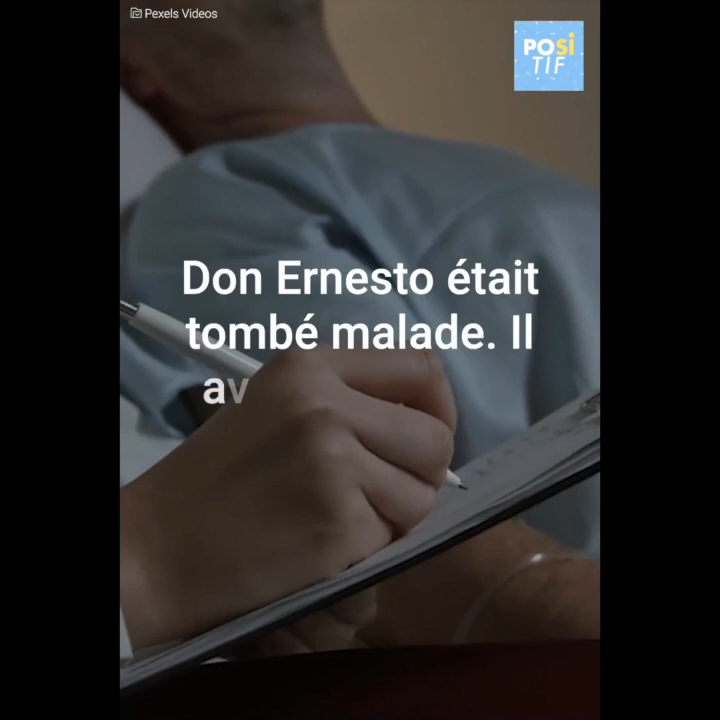 Pexels Videos
POSi
TIF
Don Ernesto était
tombé malade. Il
av